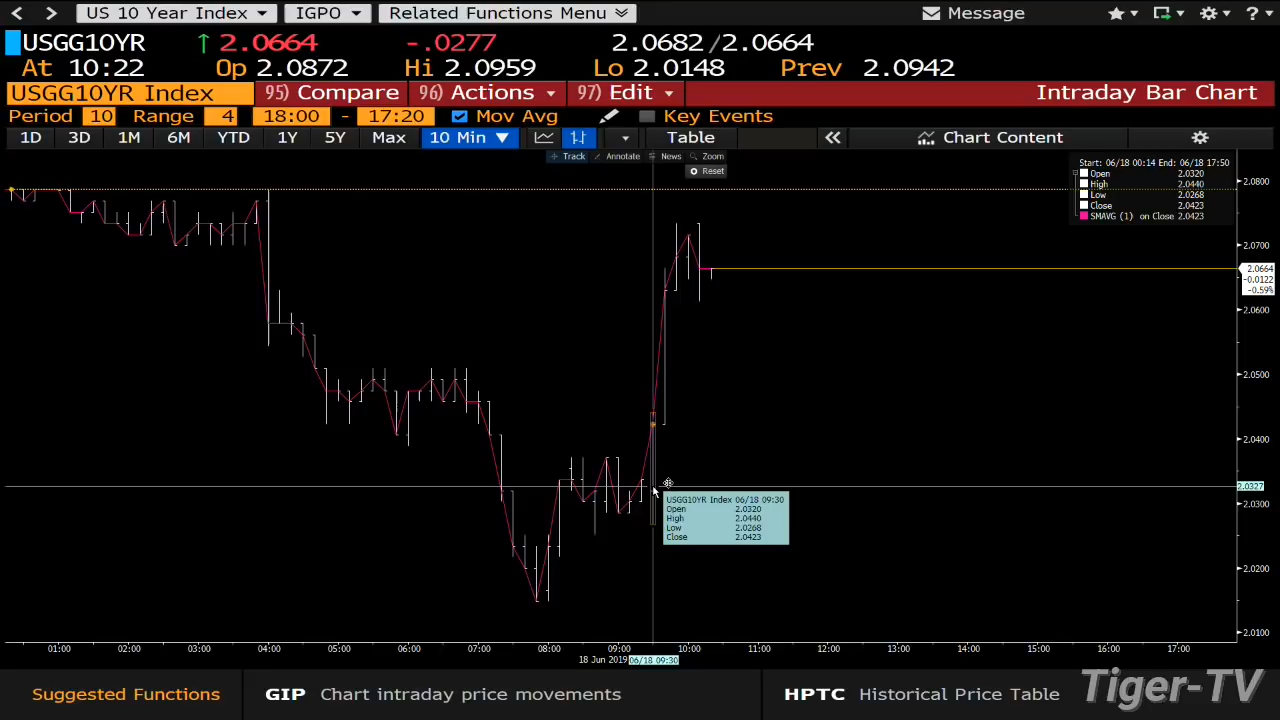 US 10 Year Index IGPO Related Functions Menu Message ?
USGG10YR ↑ 2.0664 -.0277 2.0682/2.0664
At 10:22 Op 2.0872 Hi 2.0959 Lo 2.0148 Prev 2.0942
USGG10YR Index 95) Compare 96) Actions 97) Edit Intraday Bar Chart
Period 10 Range 4 18:00 - 17:20 Mov Avg Key Events
1D 3D 1M 6M YTD 1Y 5Y Max 10 Min ▼ Table Chart Content
Track Annotate News Zoom
Reset
Start: 06/18 00:14 End: 06/18 17:50
Open 2.0320
High 2.0440
Low 2.0268
Close 2.0423
SMAVG (1) on Close 2.0423
2.0800
2.0700
2.0664
-0.0122
-0.59%
2.0600
2.0500
2.0400
2.0327
2.0300
2.0200
2.0100
USGG10YR Index 06/18 09:30
Open 2.0320
High 2.0440
Low 2.0268
Close 2.0423
01:00 02:00 03:00 04:00 05:00 06:00 07:00 08:00 09:00 10:00 11:00 12:00 13:00 14:00 15:00 16:00 17:00
18 Jun 2019 06/18 09:30
Suggested Functions GIP Chart intraday price movements HPTC Historical Price Table
Tiger-TV